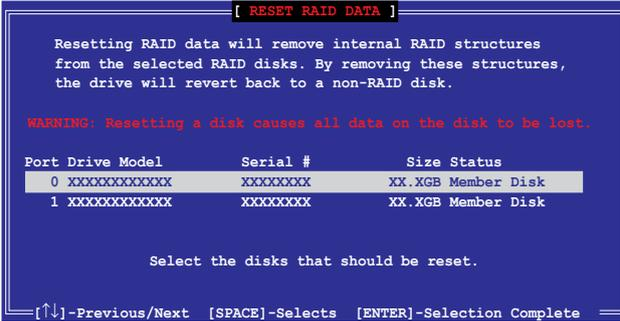 [ RESET RAID DATA ]
Resetting RAID data will remove internal RAID structures
from the selected RAID disks. By removing these structures,
the drive will revert back to a non-RAID disk.
WARNING: Resetting a disk causes all data on the disk to be lost.
Port Drive Model Serial # Size Status
0 XXXXXXXXXXXX XXXXXXXX XX.XGB Member Disk
1 XXXXXXXXXXXX XXXXXXXX XX.XGB Member Disk
Select the disks that should be reset.
[↑↓]-Previous/Next [SPACE]-Selects [ENTER]-Selection Complete